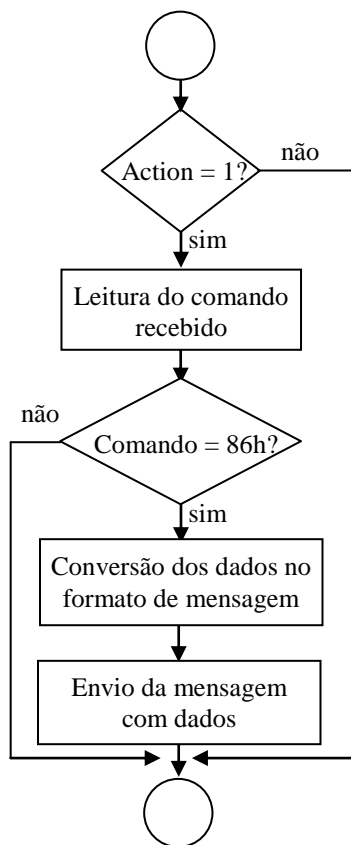 Action = 1?
não
sim
Leitura do comando
recebido
não
Comando = 86h?
sim
Conversão dos dados no
formato de mensagem
Envio da mensagem
com dados